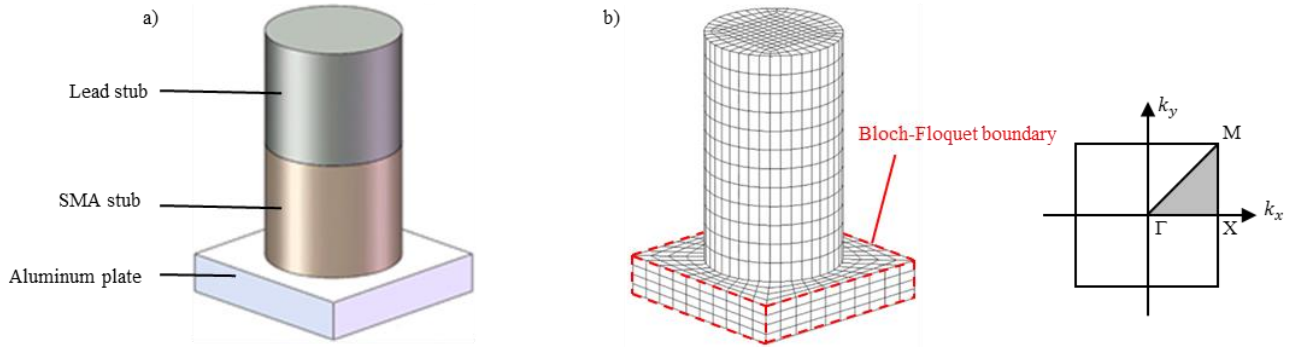 a)
Lead stub
SMA stub
Aluminum plate
b)
Bloch-Floquet boundary
k_y
M
Γ
X
k_x